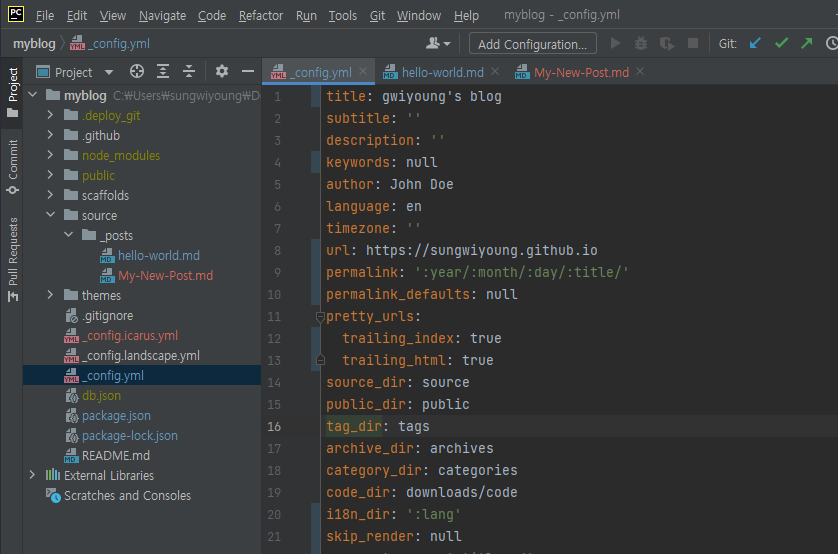 PC File Edit View Navigate Code Refactor Run Tools Git Window Help myblog - _config.yml
myblog _config.yml Add Configuration... Git:
Project
Commit
Pull Requests
Project
myblog C:₩Users₩sungwiyoung₩D
.deploy_git
.github
node_modules
public
scaffolds
source
_posts
hello-world.md
My-New-Post.md
themes
.gitignore
_config.icarus.yml
_config.landscape.yml
_config.yml
db.json
package.json
package-lock.json
README.md
External Libraries
Scratches and Consoles
_config.yml hello-world.md My-New-Post.md
1 title: gwiyoung's blog
2 subtitle: ''
3 description: ''
4 keywords: null
5 author: John Doe
6 language: en
7 timezone: ''
8 url: https://sungwiyoung.github.io
9 permalink: ':year/:month/:day/:title/'
10 permalink_defaults: null
11 pretty_urls:
12 trailing_index: true
13 trailing_html: true
14 source_dir: source
15 public_dir: public
16 tag_dir: tags
17 archive_dir: archives
18 category_dir: categories
19 code_dir: downloads/code
20 i18n_dir: ':lang'
21 skip_render: null